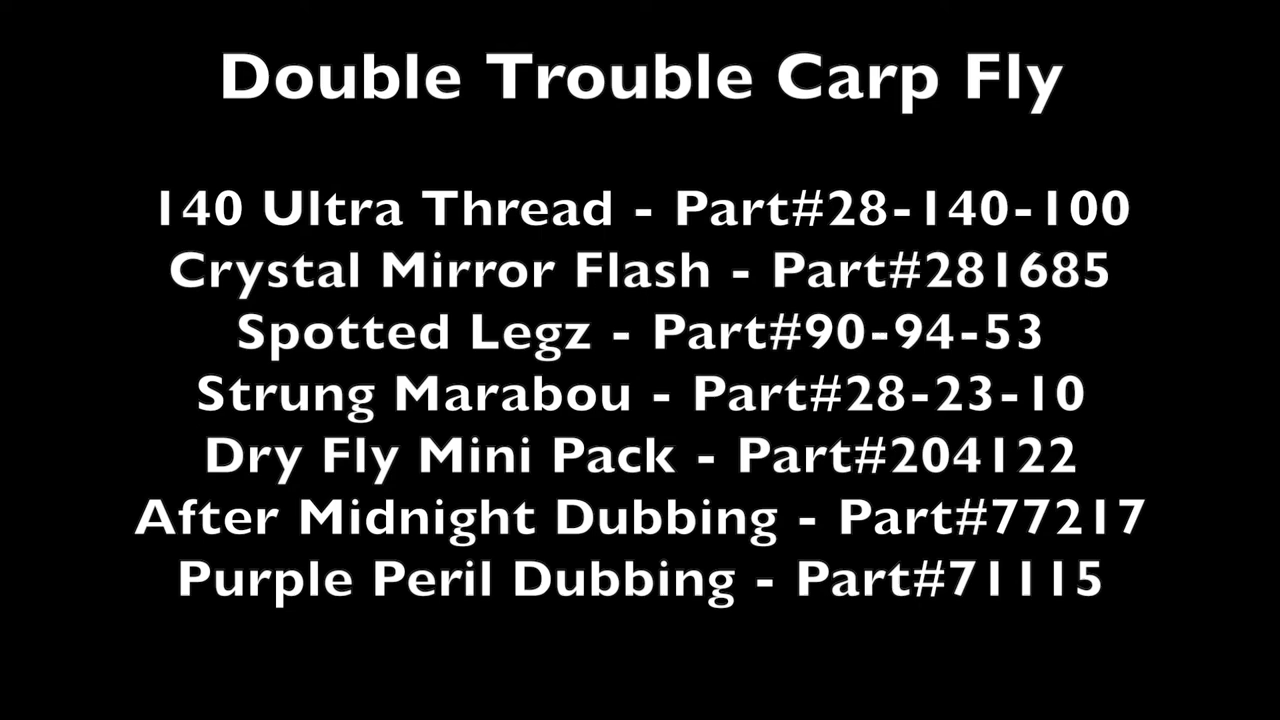 Double Trouble Carp Fly
140 Ultra Thread - Part#28-140-100
Crystal Mirror Flash - Part#281685
Spotted Legz - Part#90-94-53
Strung Marabou - Part#28-23-10
Dry Fly Mini Pack - Part#204122
After Midnight Dubbing - Part#77217
Purple Peril Dubbing - Part#71115